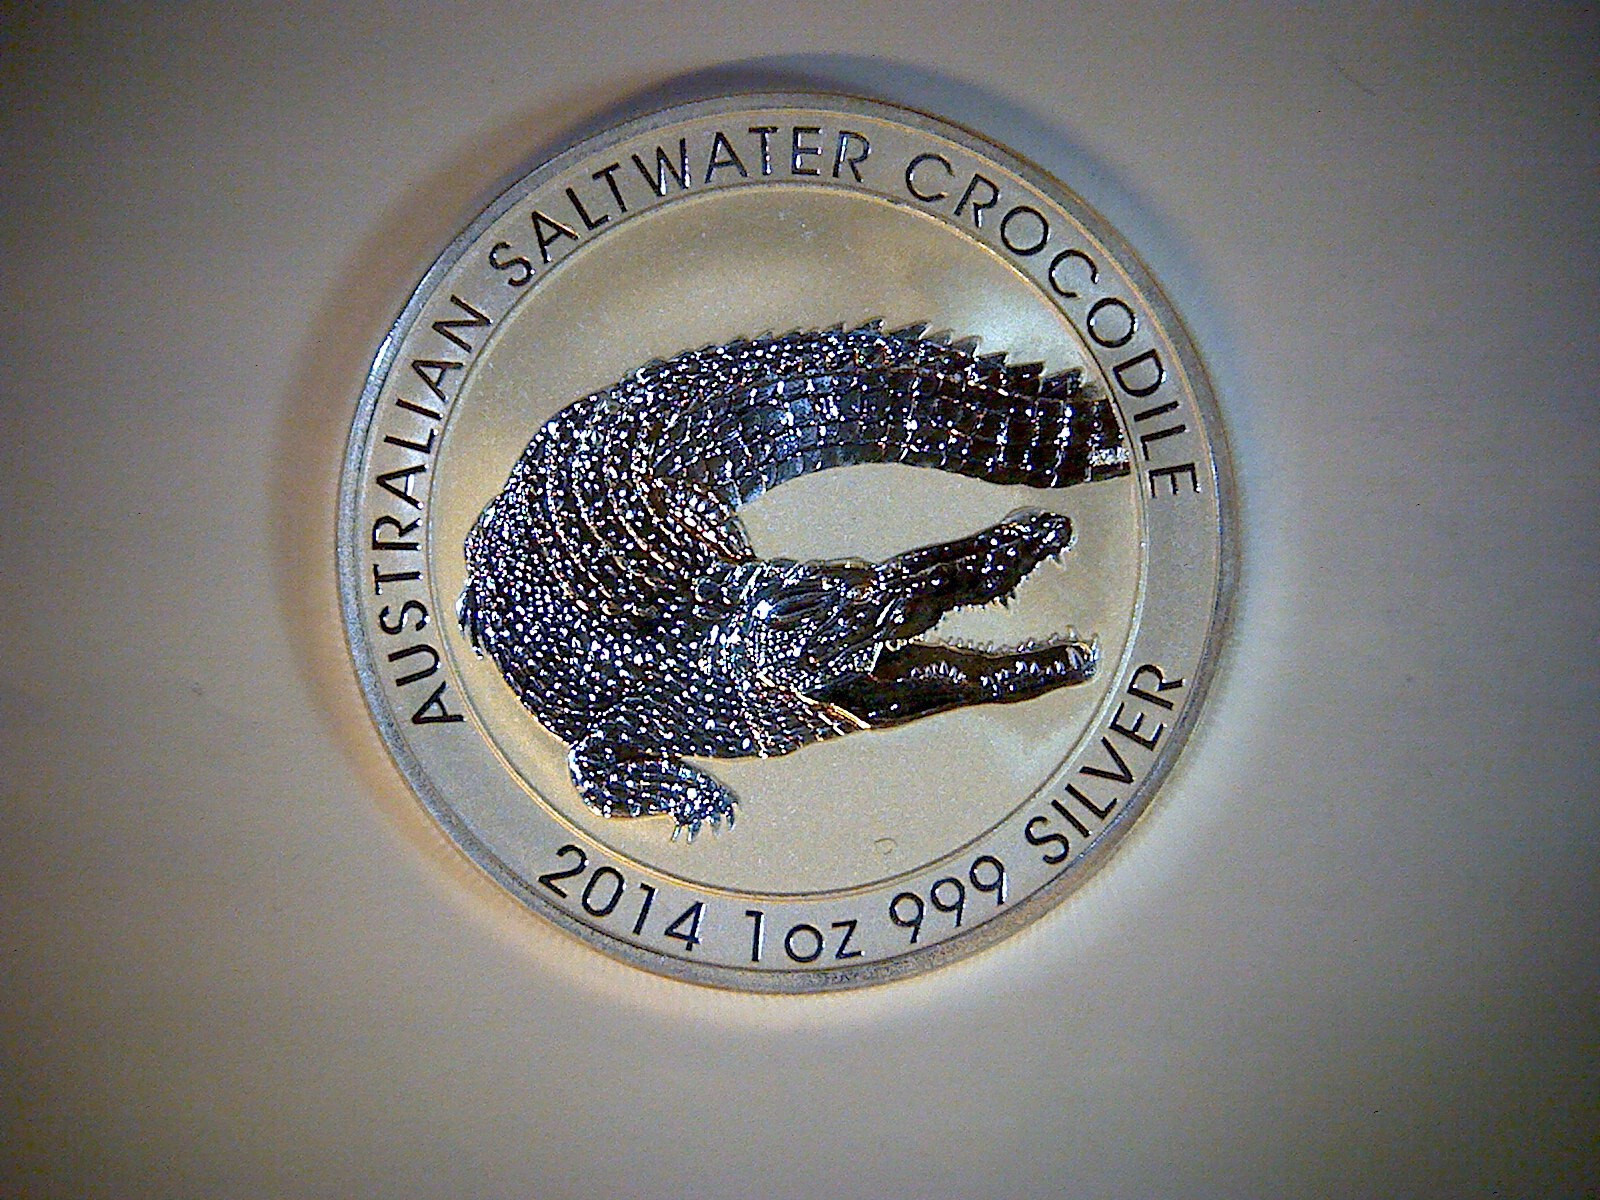 AUSTRALIAN SALTWATER CROCODILE
2014 1oz 999 SILVER